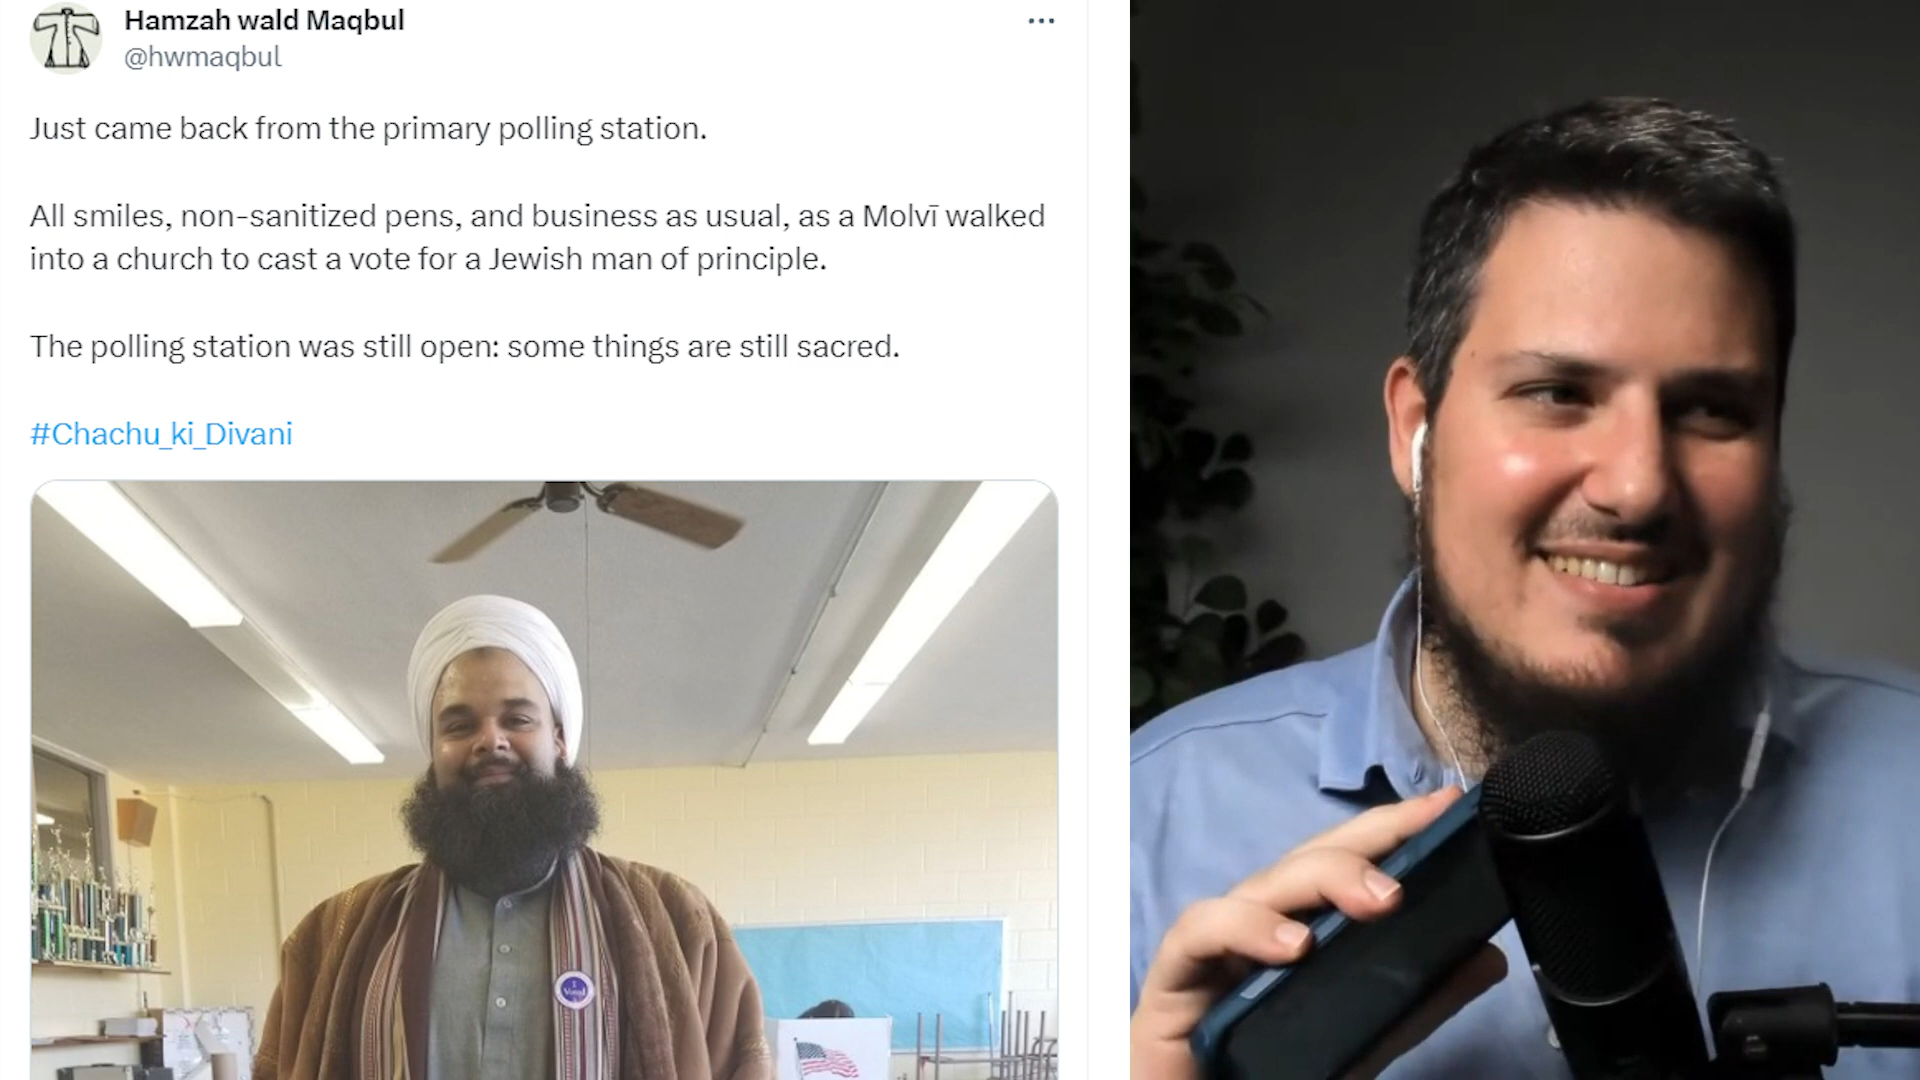 Hamzah wald Maqbul
@hwmaqbul
Just came back from the primary polling station.
All smiles, non-sanitized pens, and business as usual, as a Molvī walked
into a church to cast a vote for a Jewish man of principle.
The polling station was still open: some things are still sacred.
#Chachu_ki_Divani
I
Voted